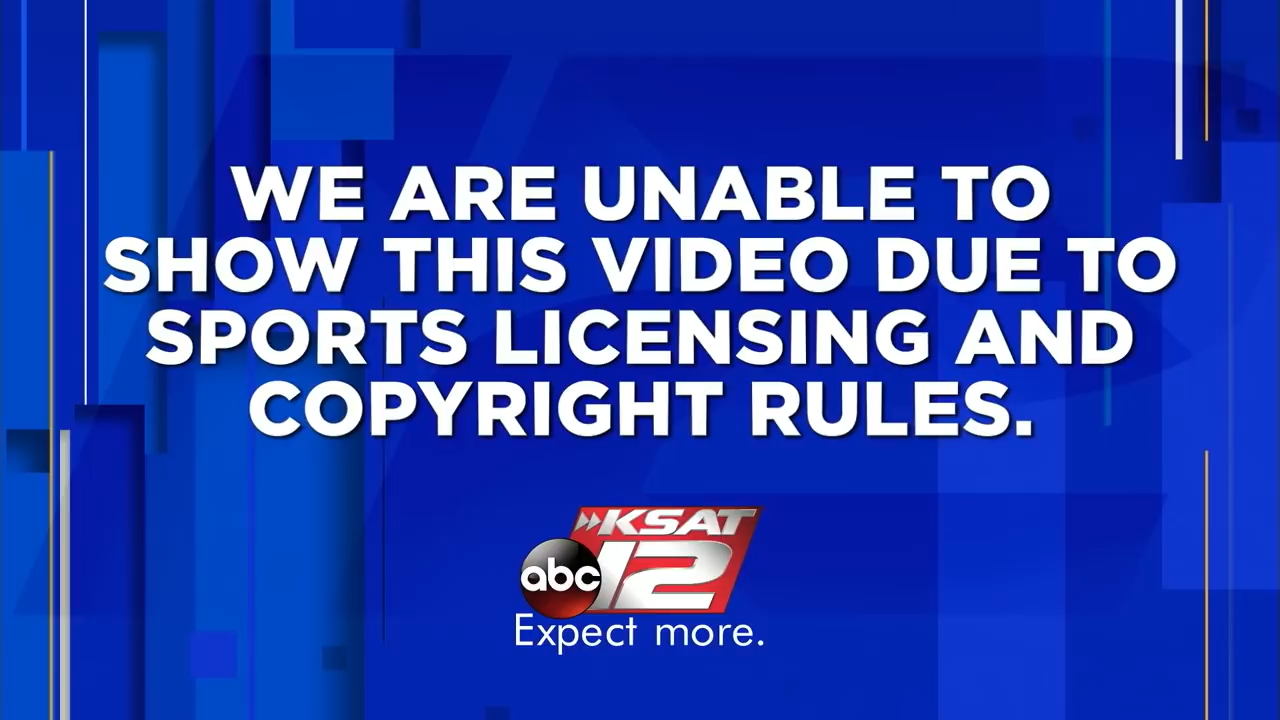 WE ARE UNABLE TO
SHOW THIS VIDEO DUE TO
SPORTS LICENSING AND
COPYRIGHT RULES.
KSAT
abc 12
Expect more.